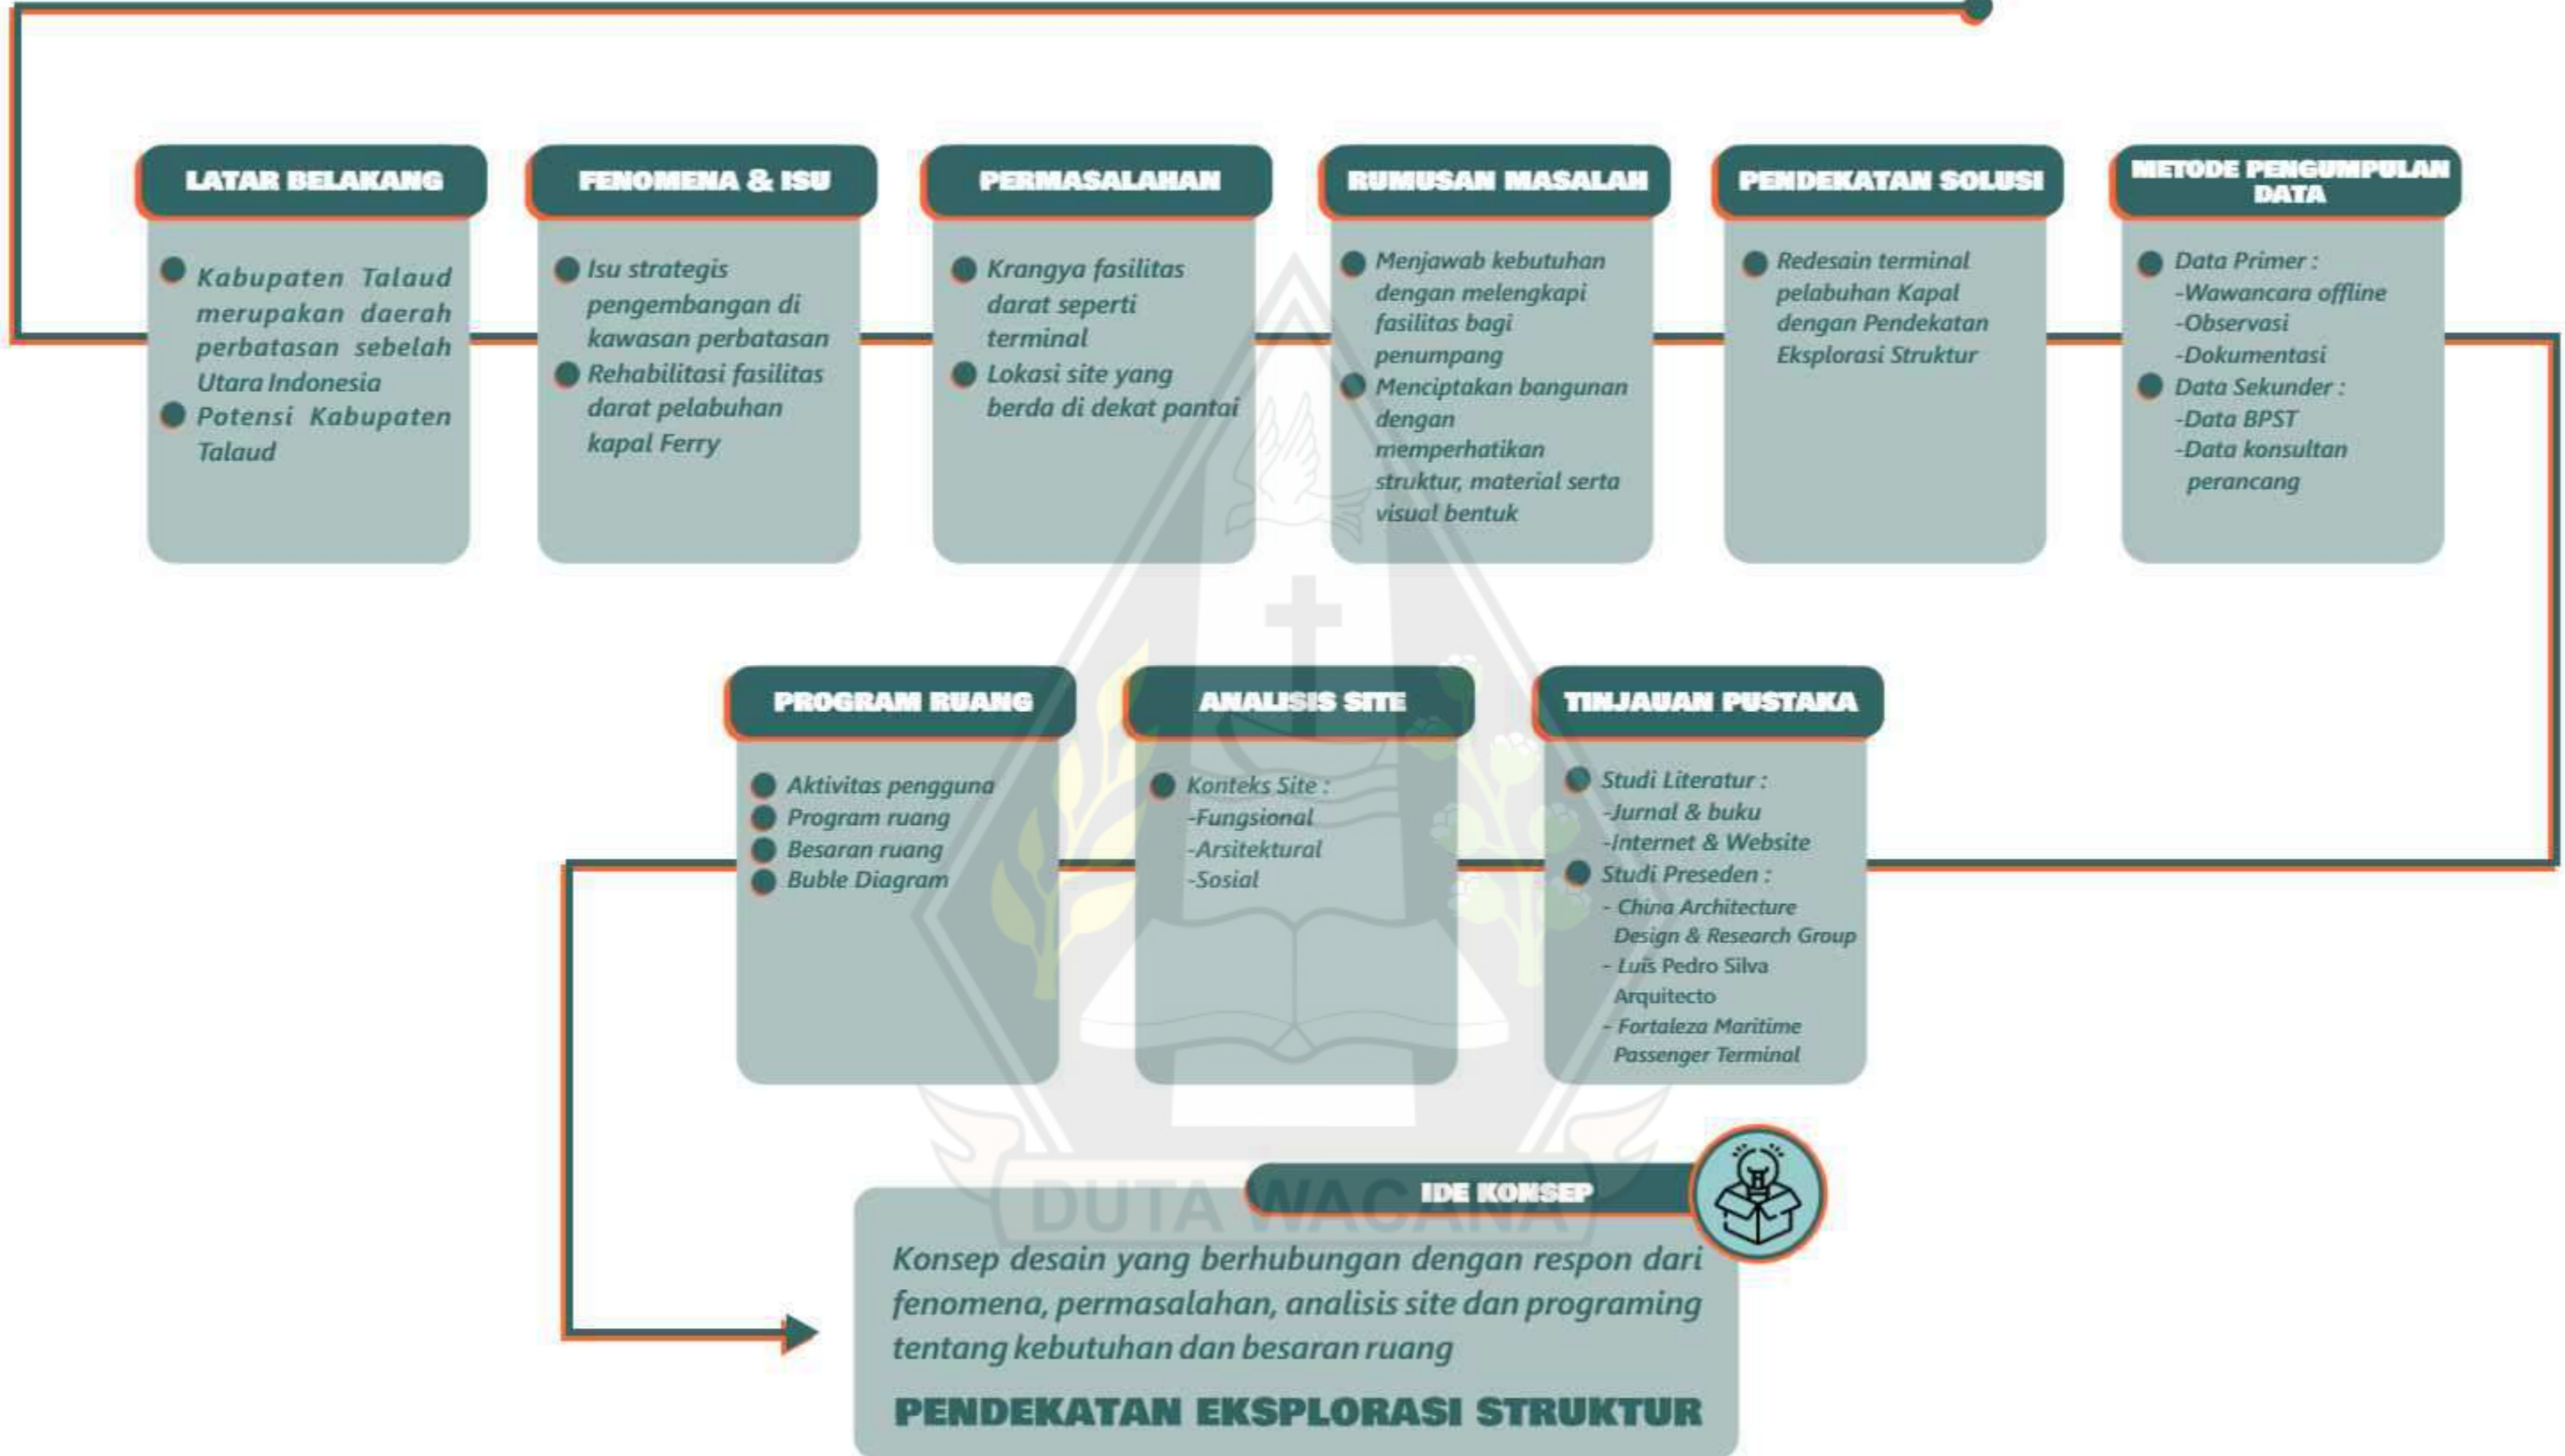 LATAR BELAKANG
Kabupaten Talaud
merupakan daerah
perbatasan sebelah
Utara Indonesia
Potensi Kabupaten
Talaud
FENOMENA & ISU
Isu strategis
pengembangan di
kawasan perbatasan
Rehabilitasi fasilitas
darat pelabuhan
kapal Ferry
PERMASALAHAN
Krangya fasilitas
darat seperti
terminal
Lokasi site yang
berda di dekat pantai
RUMUSAN MASALAH
Menjawab kebutuhan
dengan melengkapi
fasilitas bagi
penumpang
Menciptakan bangunan
dengan
memperhatikan
struktur, material serta
visual bentuk
PENDEKATAN SOLUSI
Redesain terminal
pelabuhan Kapal
dengan Pendekatan
Eksplorasi Struktur
METODE PENGUMPULAN
DATA
Data Primer :
-Wawancara offline
-Observasi
-Dokumentasi
Data Sekunder :
-Data BPST
-Data konsultan
perancang
PROGRAM RUANG
Aktivitas pengguna
Program ruang
Besaran ruang
Buble Diagram
ANALISIS SITE
Konteks Site :
-Fungsional
-Arsitektural
-Sosial
TINJAUAN PUSTAKA
Studi Literatur :
-Jurnal & buku
-Internet & Website
Studi Preseden :
- China Architecture
Design & Research Group
- Luís Pedro Silva
Arquitecto
- Fortaleza Maritime
Passenger Terminal
IDE KONSEP
DUTA WACANA
Konsep desain yang berhubungan dengan respon dari
fenomena, permasalahan, analisis site dan programing
tentang kebutuhan dan besaran ruang
PENDEKATAN EKSPLORASI STRUKTUR